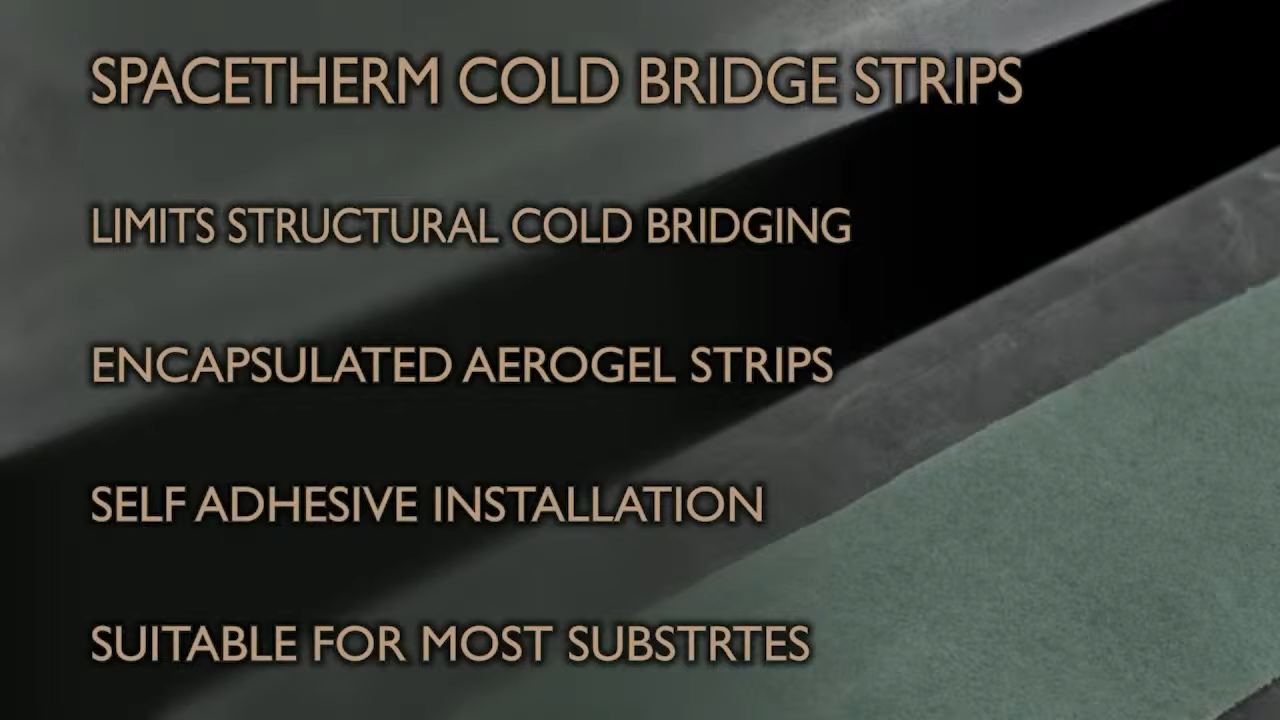 SPACETHERM COLD BRIDGE STRIPS
LIMITS STRUCTURAL COLD BRIDGING
ENCAPSULATED AEROGEL STRIPS
SELF ADHESIVE INSTALLATION
SUITABLE FOR MOST SUBSTRTES